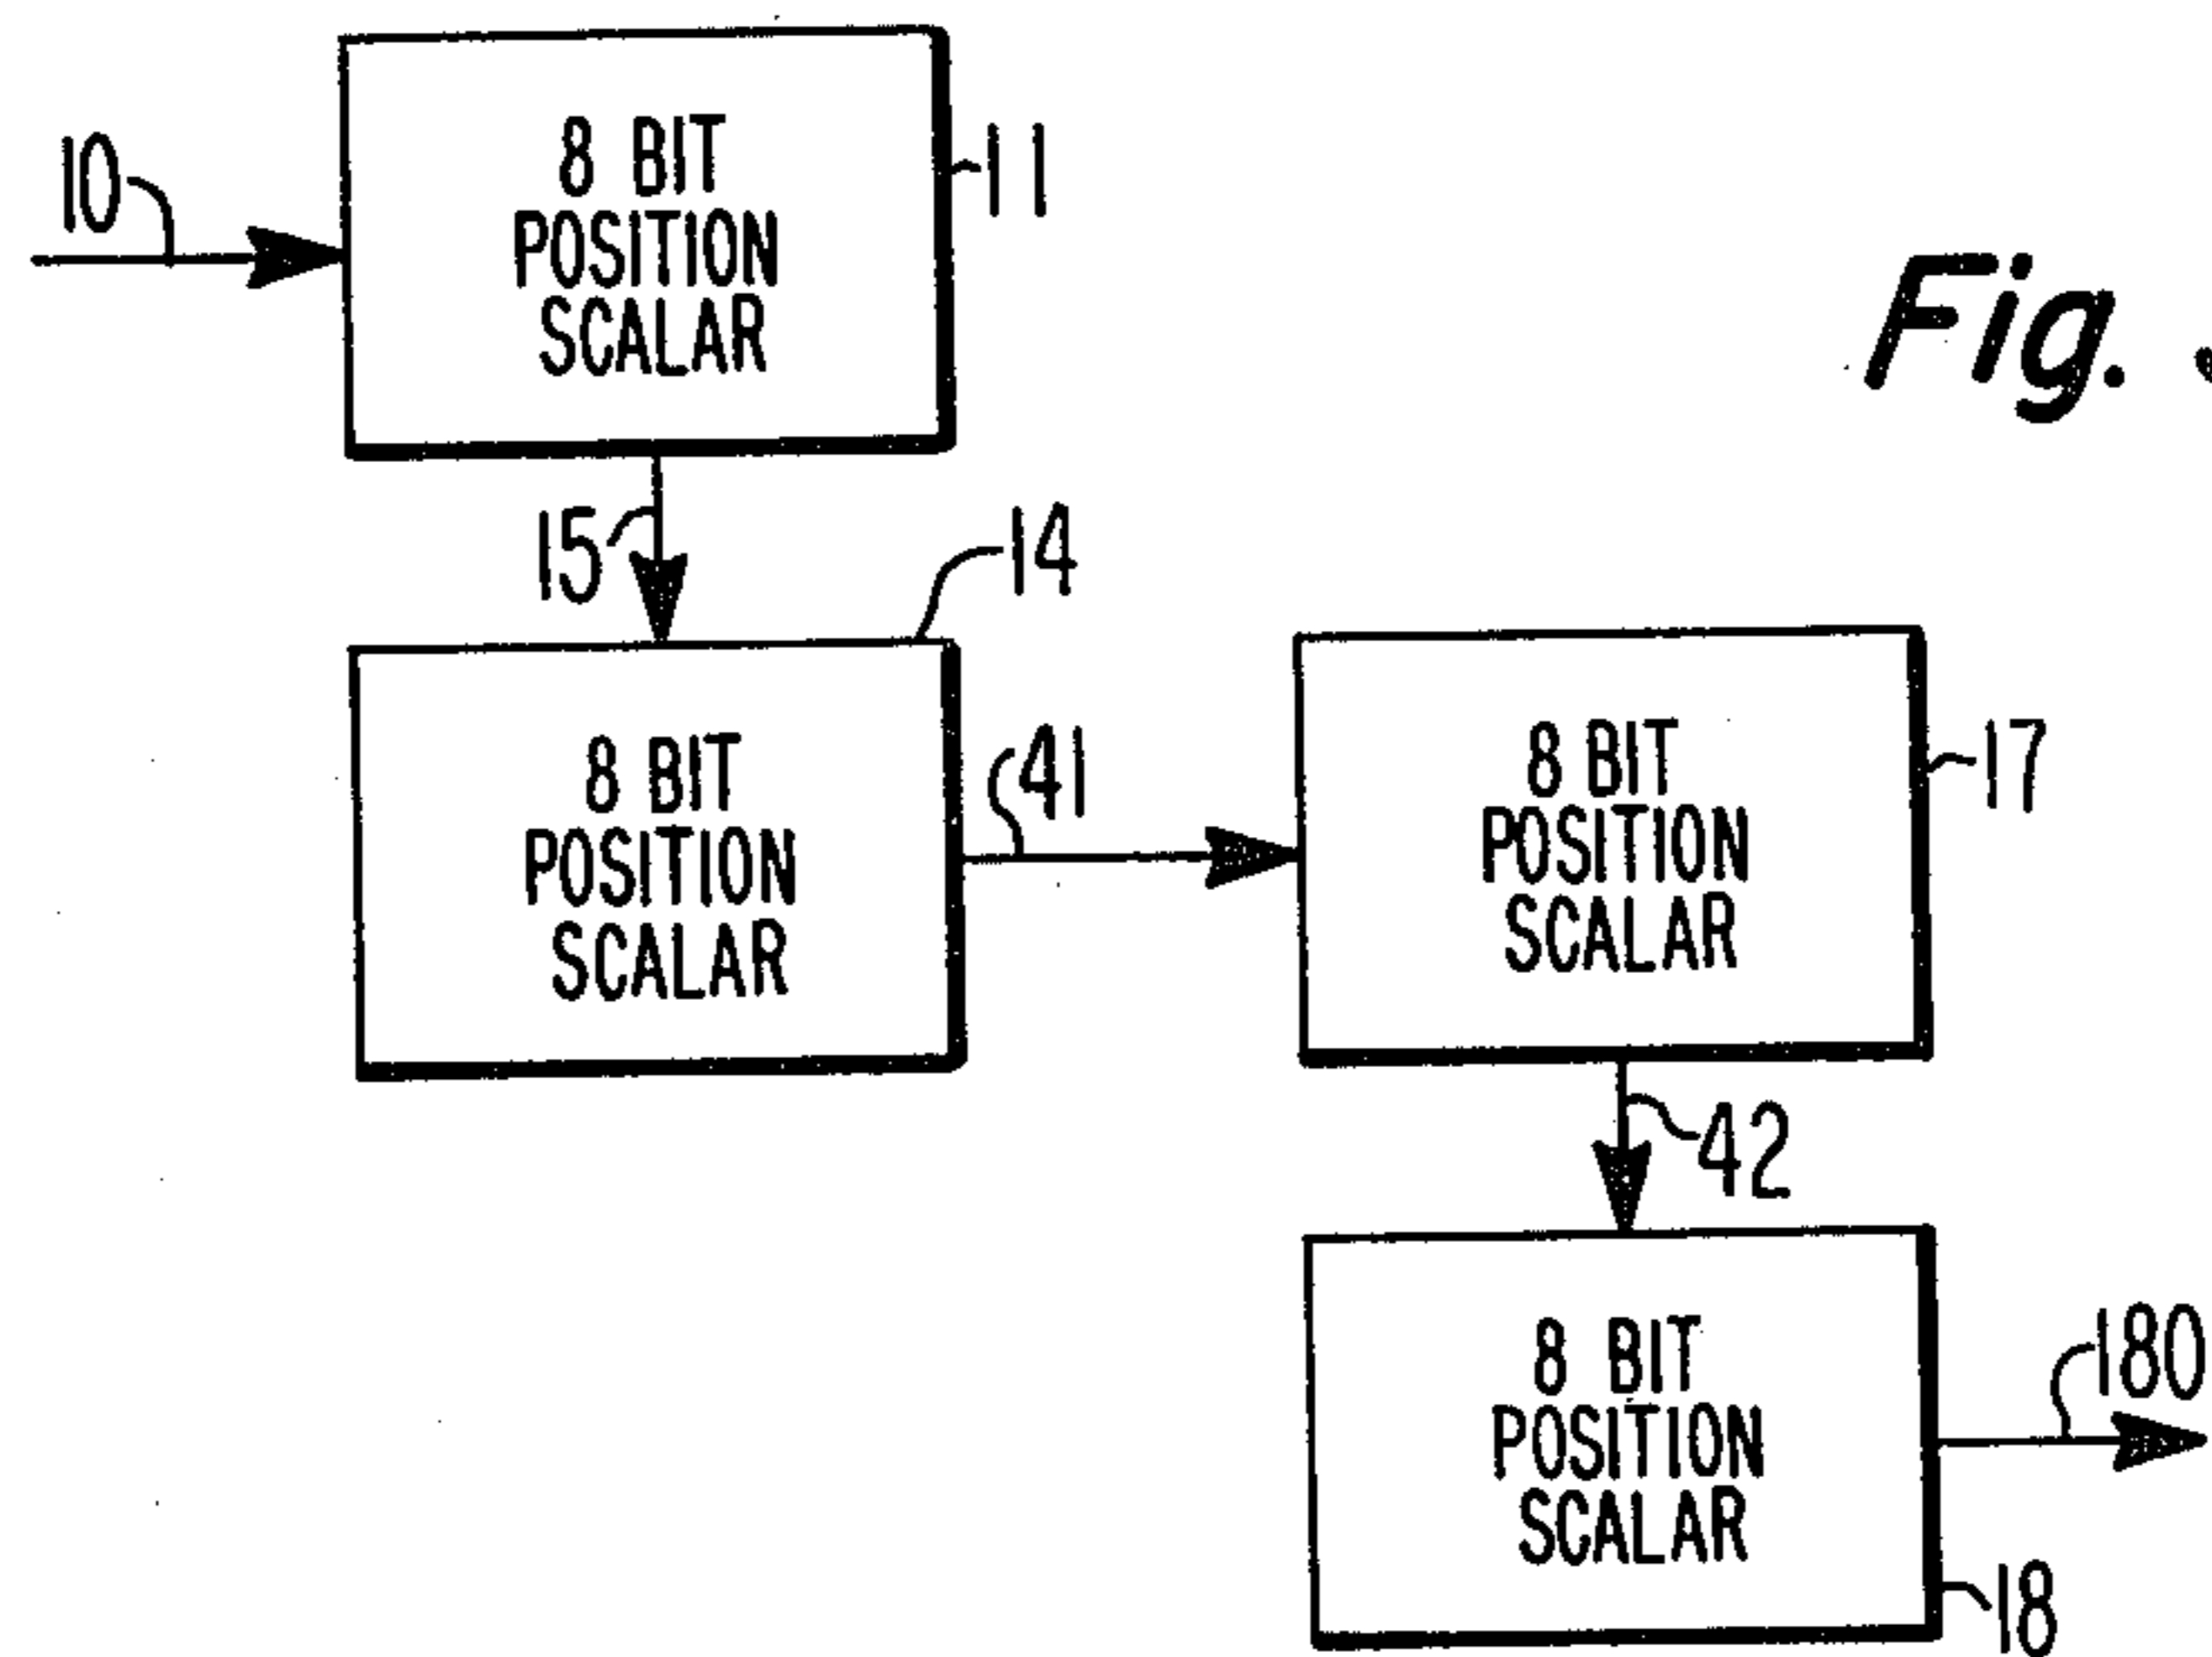 10
8 BIT
POSITION
SCALAR
11
Fig.
15
14
8 BIT
POSITION
SCALAR
41
8 BIT
POSITION
SCALAR
17
42
8 BIT
POSITION
SCALAR
180
18